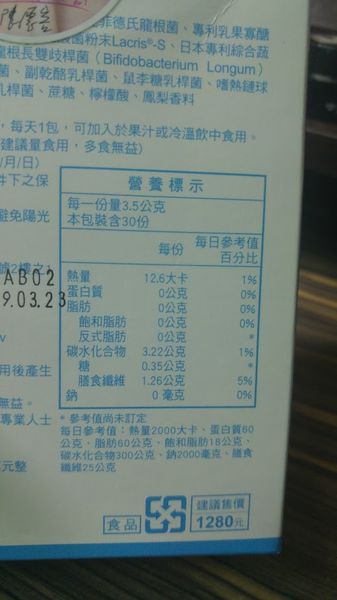 菲德氏龍根菌、專利乳果寡醣
菌粉末Lacris®-S、日本專利綜合蔬
龍根長雙歧桿菌 (Bifidobacterium Longum)
菌、副乾酪乳桿菌、鼠李糖乳桿菌、嗜熱鏈球
乳桿菌、蔗糖、檸檬酸、鳳梨香料
，每天1包，可加入於果汁或冷溫飲中食用。
建議量食用，多食無益)
/月/日)
件下之保
避免陽光
AB02
9.03.23
用後產生
無益。
專業人士
元整
營養標示
每一份量3.5公克
本包裝含30份
每份 每日參考值百分比
熱量 12.6大卡 1%
蛋白質 0公克 0%
脂肪 0公克 0%
飽和脂肪 0公克 0%
反式脂肪 0公克 *
碳水化合物 3.22公克 1%
糖 0.35公克 *
膳食纖維 1.26公克 5%
鈉 0 毫克 0%
* 參考值尚未訂定
每日參考值：熱量2000大卡、蛋白質60
公克、脂肪60公克、飽和脂肪18公克、
碳水化合物300公克、鈉2000毫克、膳食
纖維25公克
食品
建議售價
1280元